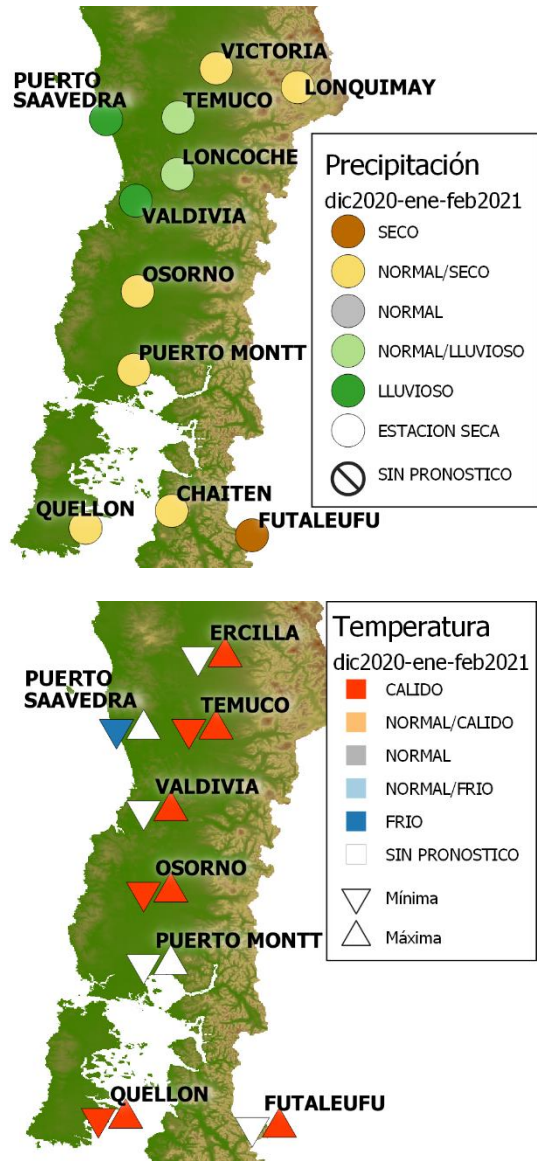 VICTORIA
PUERTO
SAAVEDRA
TEMUCO
LONQUIMAY
LONCOCHE
VALDIVIA
OSORNO
PUERTO MONTT
CHAITEN
QUELLON
FUTALEUFU
Precipitación
dic2020-ene-feb2021
SECO
NORMAL/SECO
NORMAL
NORMAL/LLUVIOSO
LLUVIOSO
ESTACION SECA
SIN PRONOSTICO
ERCILLA
PUERTO
SAAVEDRA
TEMUCO
VALDIVIA
OSORNO
PUERTO MONTT
QUELLON
FUTALEUFU
Temperatura
dic2020-ene-feb2021
CALIDO
NORMAL/CALIDO
NORMAL
NORMAL/FRIO
FRIO
SIN PRONOSTICO
Mínima
Máxima